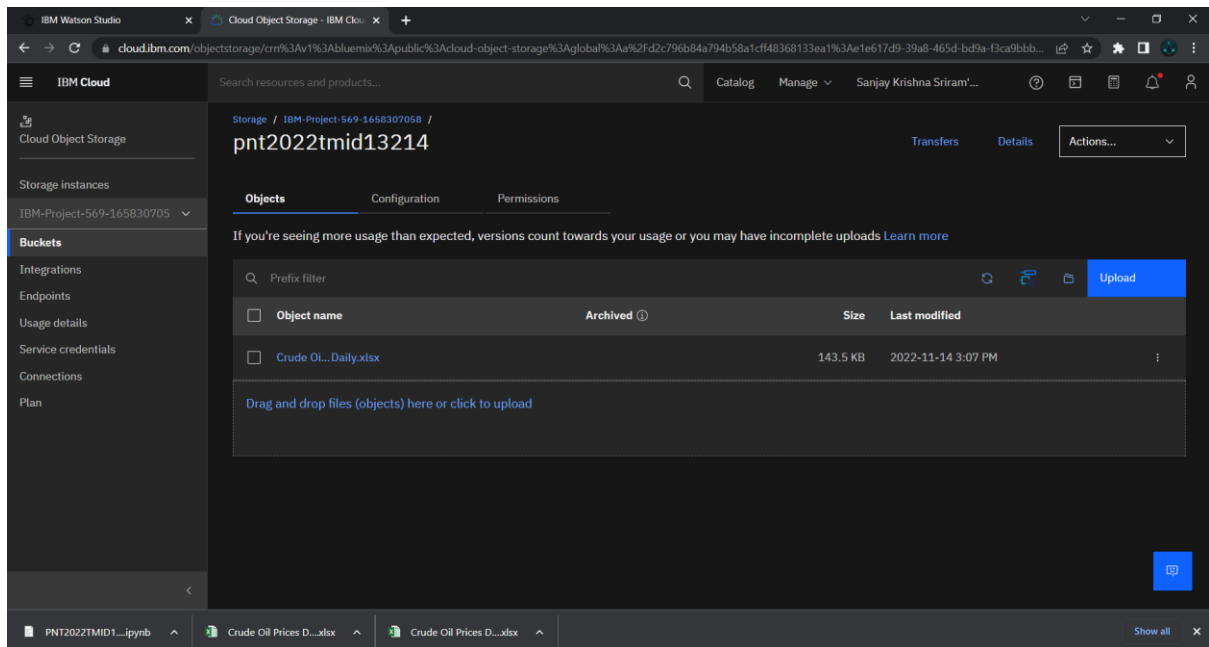 IBM Watson Studio
Cloud Object Storage - IBM Clou
cloud.ibm.com/objectstorage/crn%3Av1%3Abluemix%3Apublic%3Acloud-object-storage%3Aglobal%3Aa%2Fd2c796b84a794b58a1cff48368133ea1%3Ae1e617d9-39a8-465d-bd9a-f3ca9bbb...
IBM Cloud
Search resources and products...
Catalog
Manage
Sanjay Krishna Sriram'...
Cloud Object Storage
Storage instances
IBM-Project-569-165830705
Buckets
Integrations
Endpoints
Usage details
Service credentials
Connections
Plan
Storage / IBM-Project-569-1658307058 /
pnt2022tmid13214
Transfers
Details
Actions...
Objects
Configuration
Permissions
If you're seeing more usage than expected, versions count towards your usage or you may have incomplete uploads Learn more
Prefix filter
Upload
Object name
Archived
Size
Last modified
Crude Oi...Daily.xlsx
143.5 KB
2022-11-14 3:07 PM
Drag and drop files (objects) here or click to upload
PNT2022TMID1....ipynb
Crude Oil Prices D....xlsx
Crude Oil Prices D....xlsx
Show all